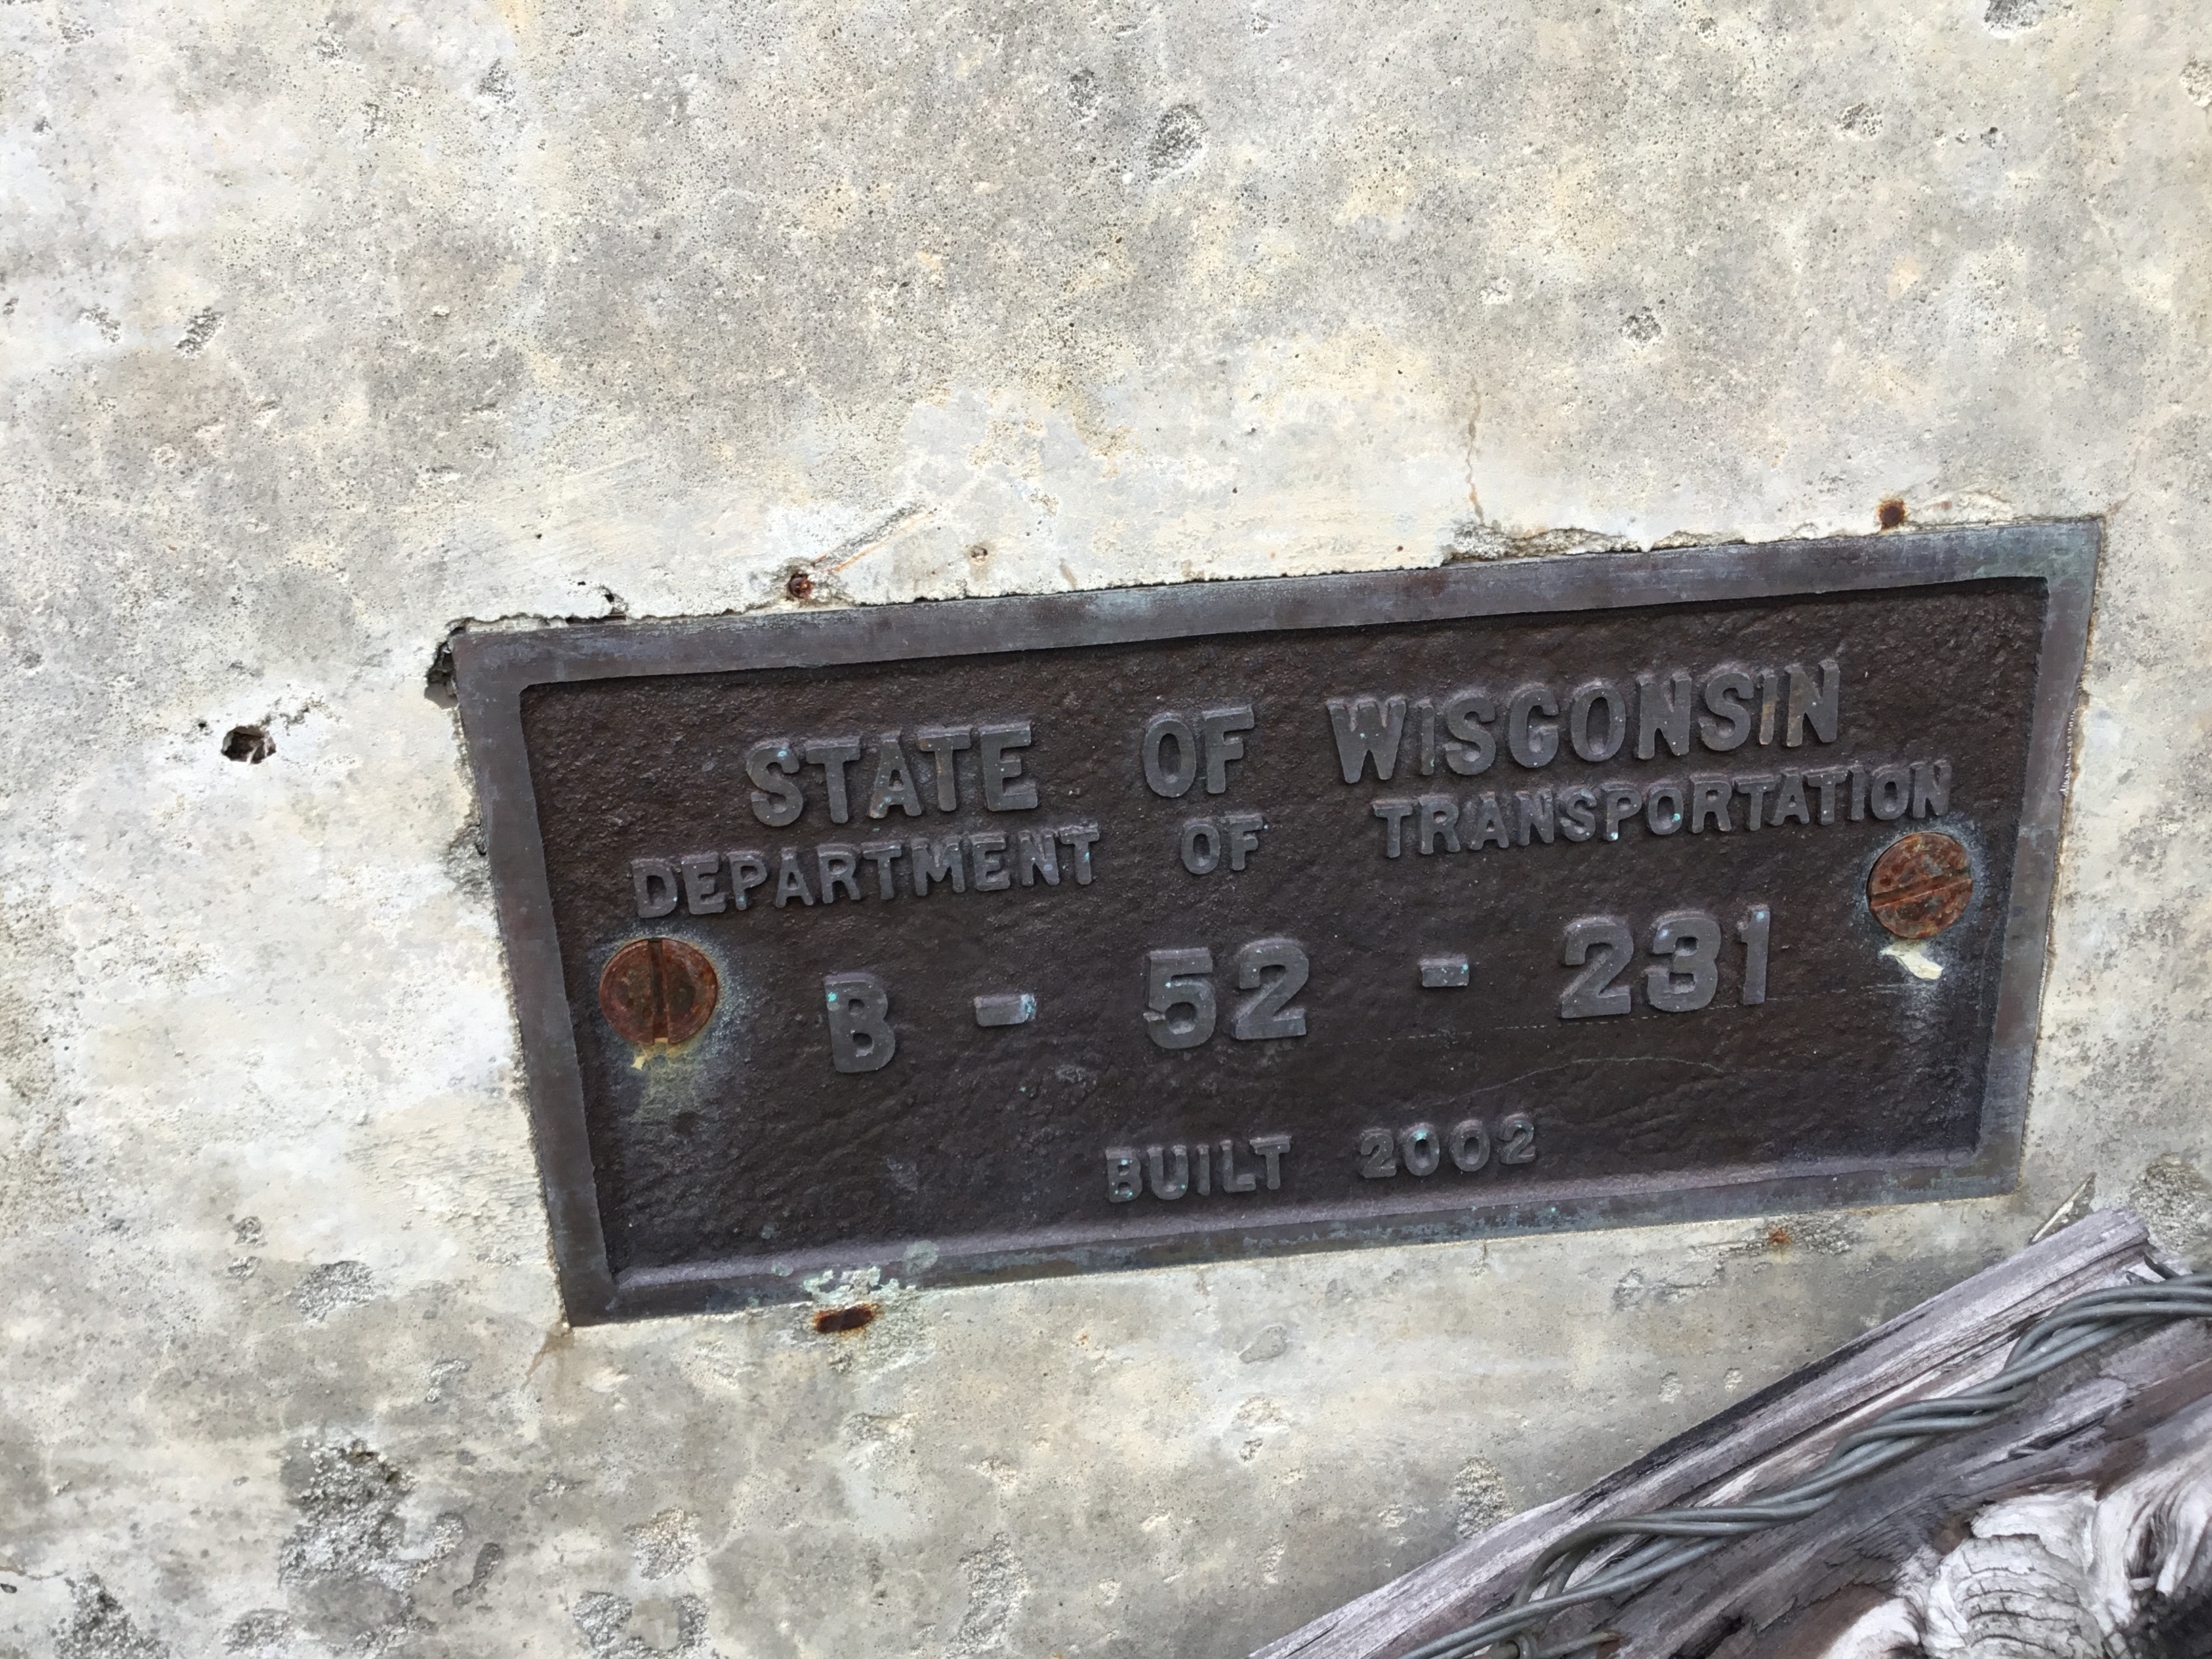 STATE OF WISCONSIN
DEPARTMENT OF TRANSPORTATION
B - 52 - 231
BUILT 2002